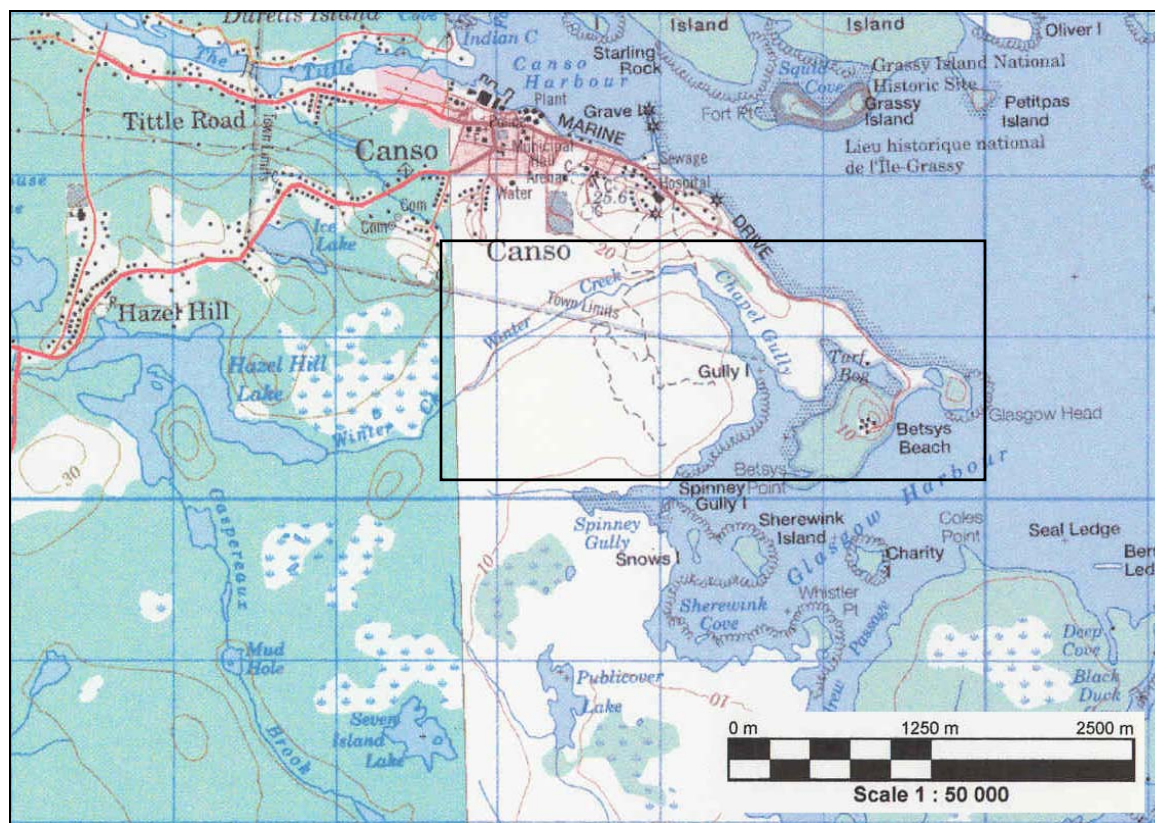 Duretts Island
Cove
Indian C
Island
Island
Oliver I
The
Tittle
Canso
Harbour
Starling
Rock
Squid
Cove
Grassy Island National
Historic Site
Grassy
Island
Petitpas
Island
Plant
Grave I
Fort Pt
Tittle Road
Town Limits
MARINE
Lieu historique national
de l'Île-Grassy
Canso
Municipal
Hall
Arena
C
Sewage
Hospital
Water
C
25.6
C
Com
Com
Ice
Lake
DRIVE
Canso
20
C
R
Hazel Hill
Creek
Town Limits
Winter
Chapel Gully
Hazel Hill
Lake
Gully I
Turf
Bog
Winter
Ck
Glasgow Head
10
Betsys
Beach
30
Betsys
Point
Harbour
Gaspereaux
Spinney
Gully I
Spinney
Gully
Sherewink
Island
Glasgow
Coles
Point
Seal Ledge
Snows I
Charity
10
Whistler
Pt
Sherewink
Cove
Passage
Deep
Cove
Mud
Hole
Publicover
Lake
Black
Duck
10
Seven
Island
Lake
Brook
0 m
1250 m
2500 m
Scale 1 : 50 000